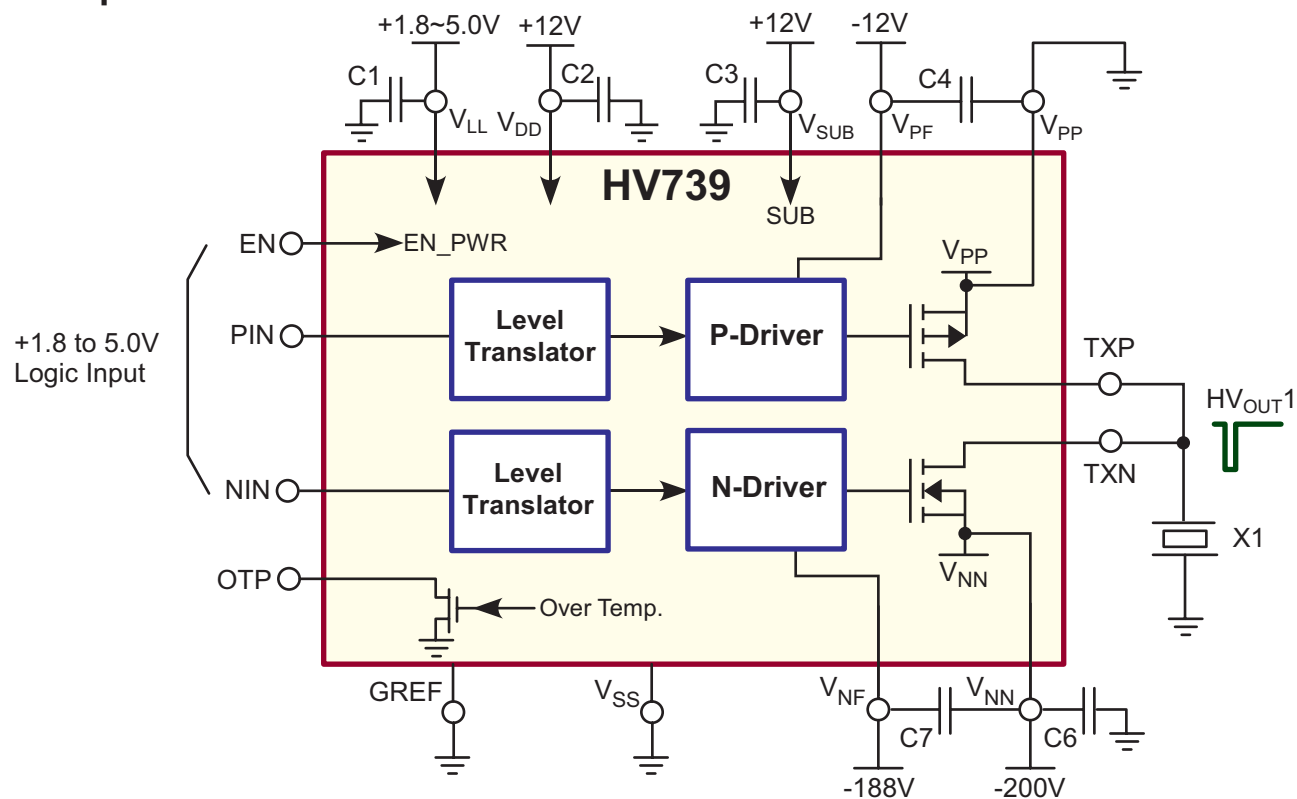 +1.8~5.0V
+12V
+12V
-12V
C1
C2
C3
C4
VLL
VDD
VSUB
VPF
VPP
HV739
SUB
EN
EN_PWR
VPP
+1.8 to 5.0V
Logic Input
PIN
Level
Translator
P-Driver
TXP
HVOUT1
TXN
NIN
Level
Translator
N-Driver
X1
VNN
OTP
Over Temp.
GREF
VSS
VNF
VNN
C7
C6
-188V
-200V